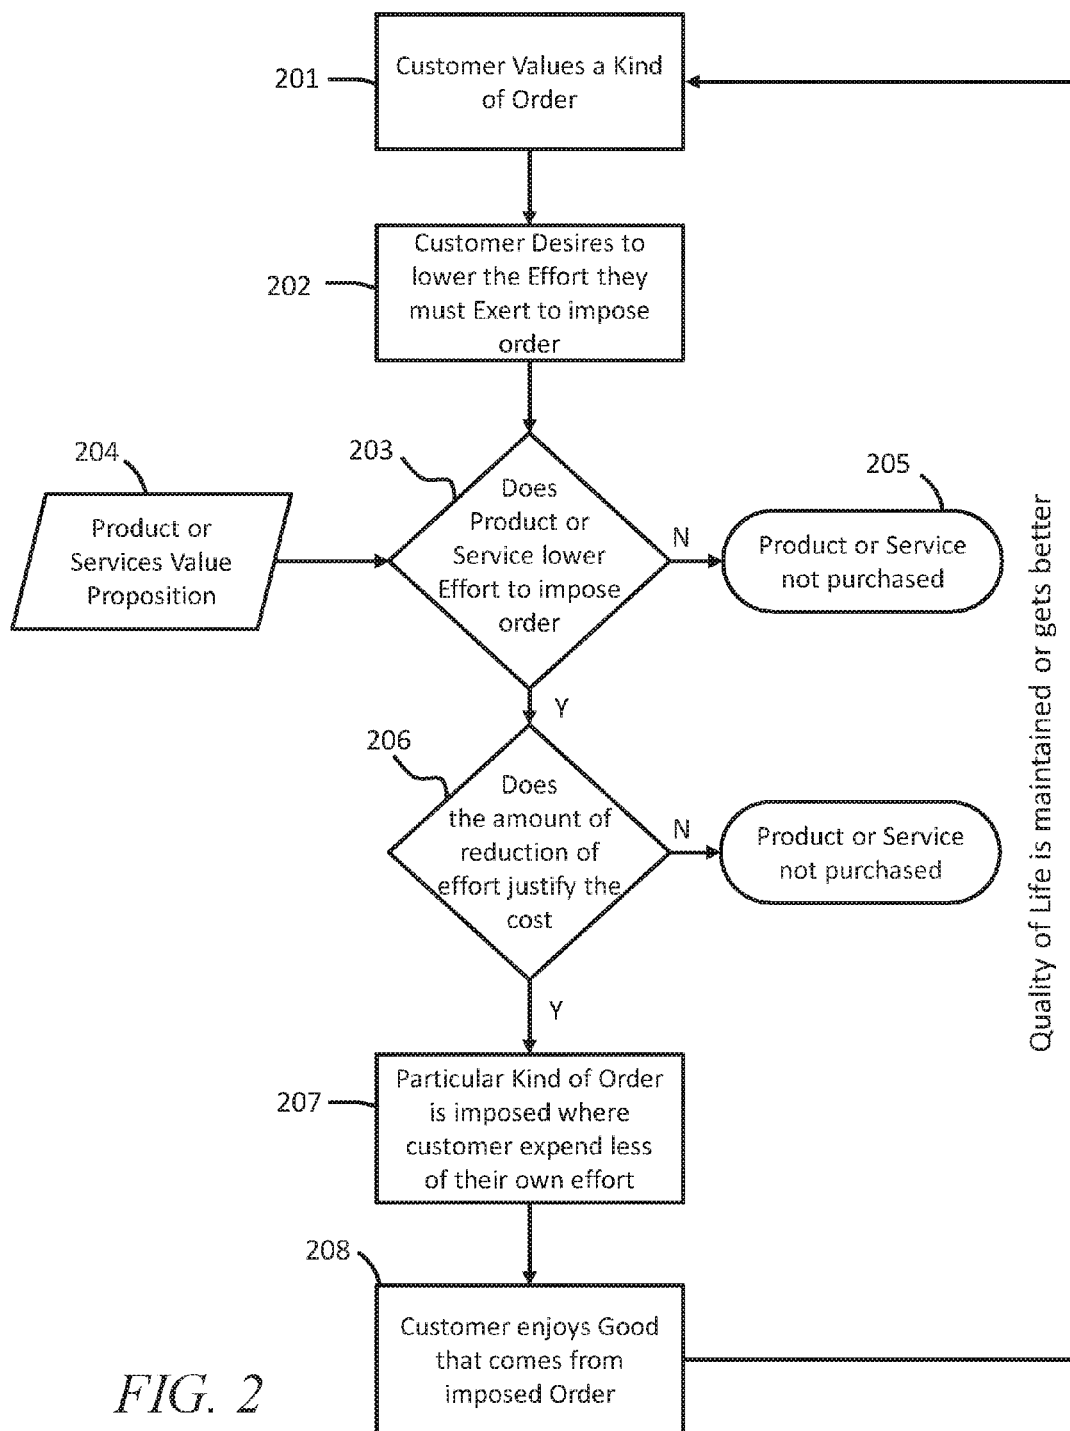 201
Customer Values a Kind
of Order
202
Customer Desires to
lower the Effort they
must Exert to impose
order
204
Product or
Services Value
Proposition
203
Does
Product or
Service lower
Effort to impose
order
N
205
Product or Service
not purchased
Y
206
Does
the amount of
reduction of
effort justify the
cost
N
Product or Service
not purchased
Y
207
Particular Kind of Order
is imposed where
customer expend less
of their own effort
208
Customer enjoys Good
that comes from
imposed Order
Quality of Life is maintained or gets better
FIG. 2